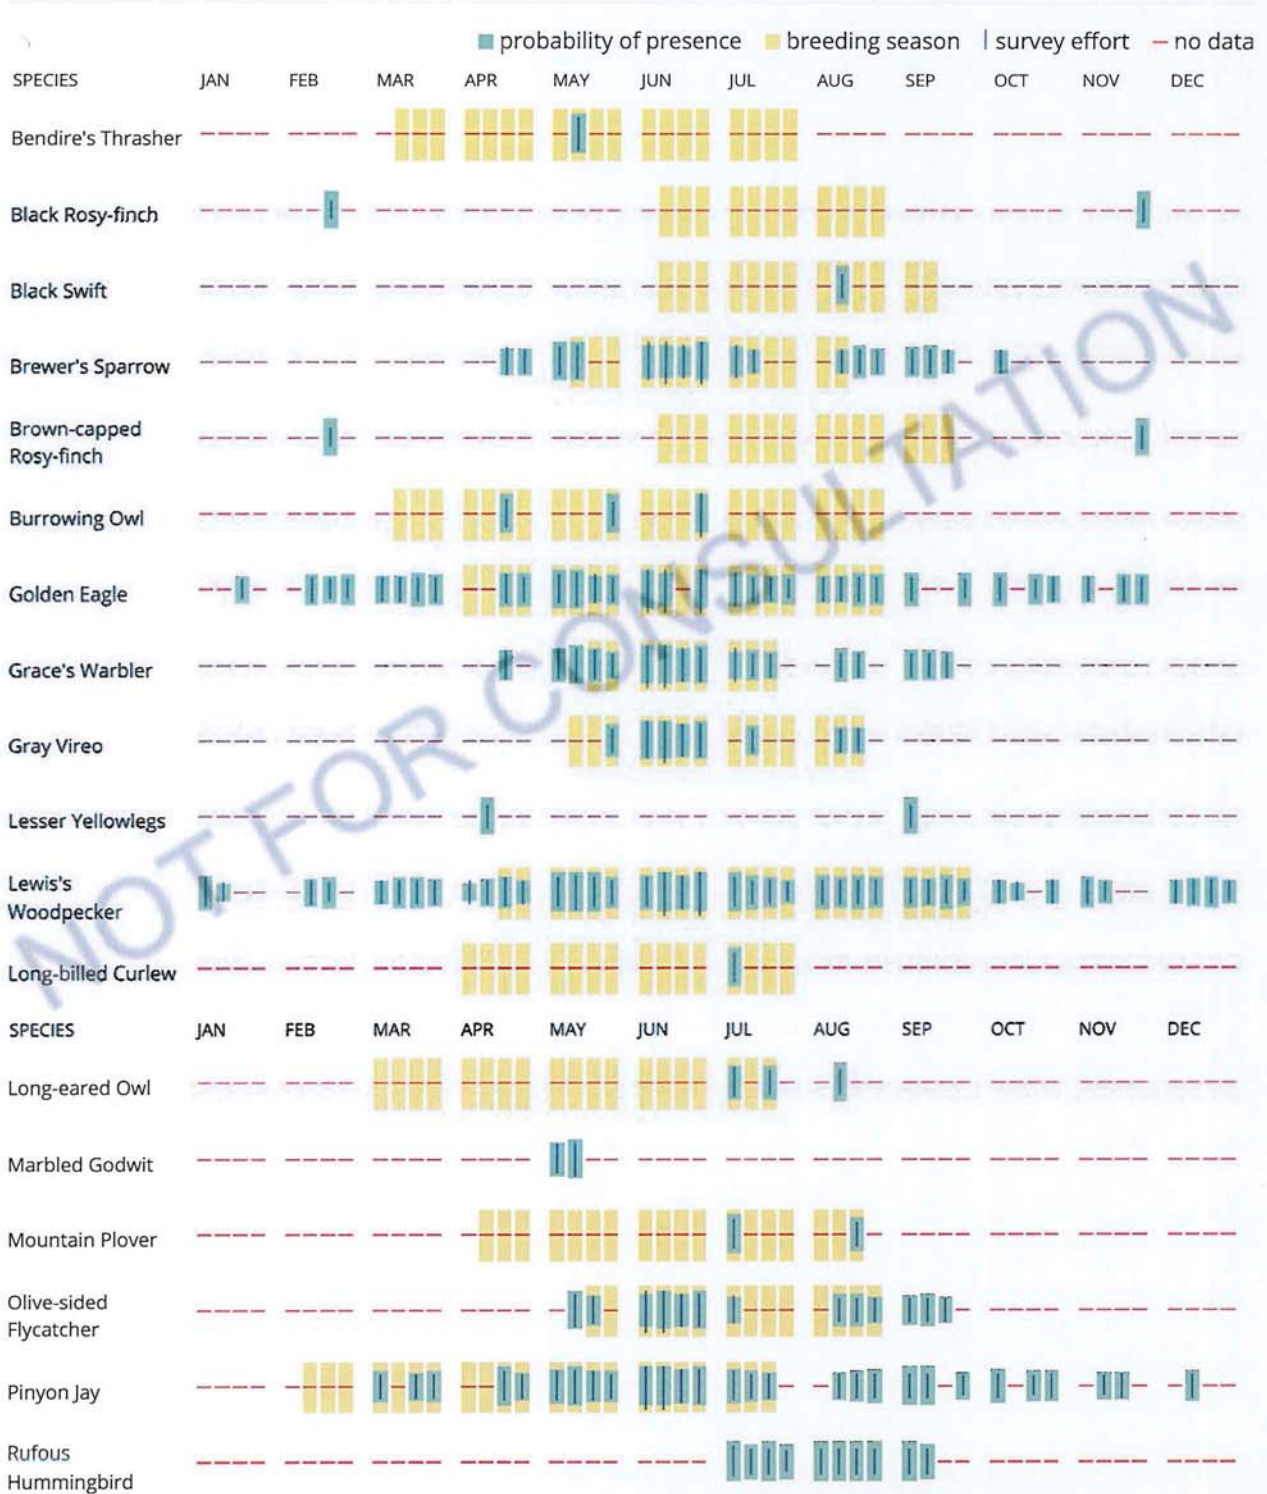 probability of presence breeding season survey effort no data
SPECIES JAN FEB MAR APR MAY JUN JUL AUG SEP OCT NOV DEC
Bendire's Thrasher
Black Rosy-finch
Black Swift
Brewer's Sparrow
Brown-capped
Rosy-finch
Burrowing Owl
Golden Eagle
Grace's Warbler
Gray Vireo
Lesser Yellowlegs
Lewis's
Woodpecker
Long-billed Curlew
SPECIES JAN FEB MAR APR MAY JUN JUL AUG SEP OCT NOV DEC
Long-eared Owl
Marbled Godwit
Mountain Plover
Olive-sided
Flycatcher
Pinyon Jay
Rufous
Hummingbird
NOT FOR CONSULTATION